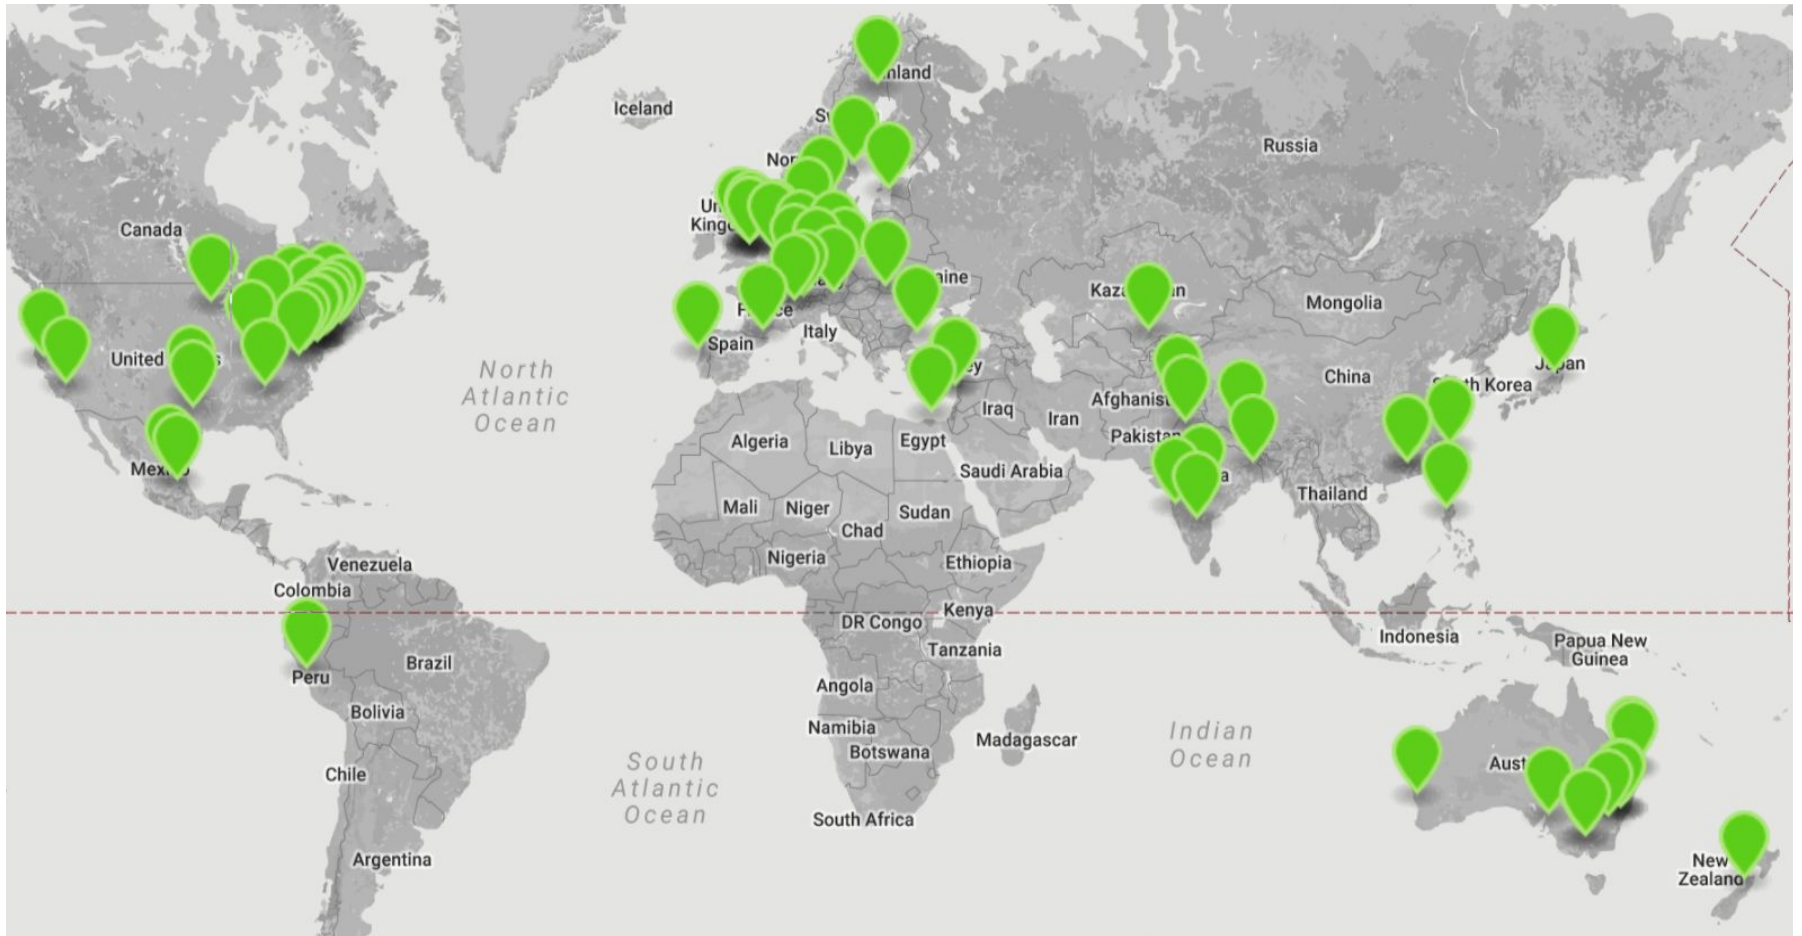 Iceland
Russia
Canada
Mongolia
Italy
Spain
Japan
China
Iraq
Iran
Pakistan
North
Atlantic
Ocean
Algeria
Libya
Egypt
Saudi Arabia
Mali
Niger
Chad
Sudan
Thailand
Nigeria
Ethiopia
Venezuela
Colombia
Kenya
DR Congo
Tanzania
Indonesia
Papua New
Guinea
Brazil
Peru
Angola
Bolivia
Namibia
Botswana
Madagascar
Indian
Ocean
Chile
South
Atlantic
Ocean
South Africa
Argentina
New
Zealand
United